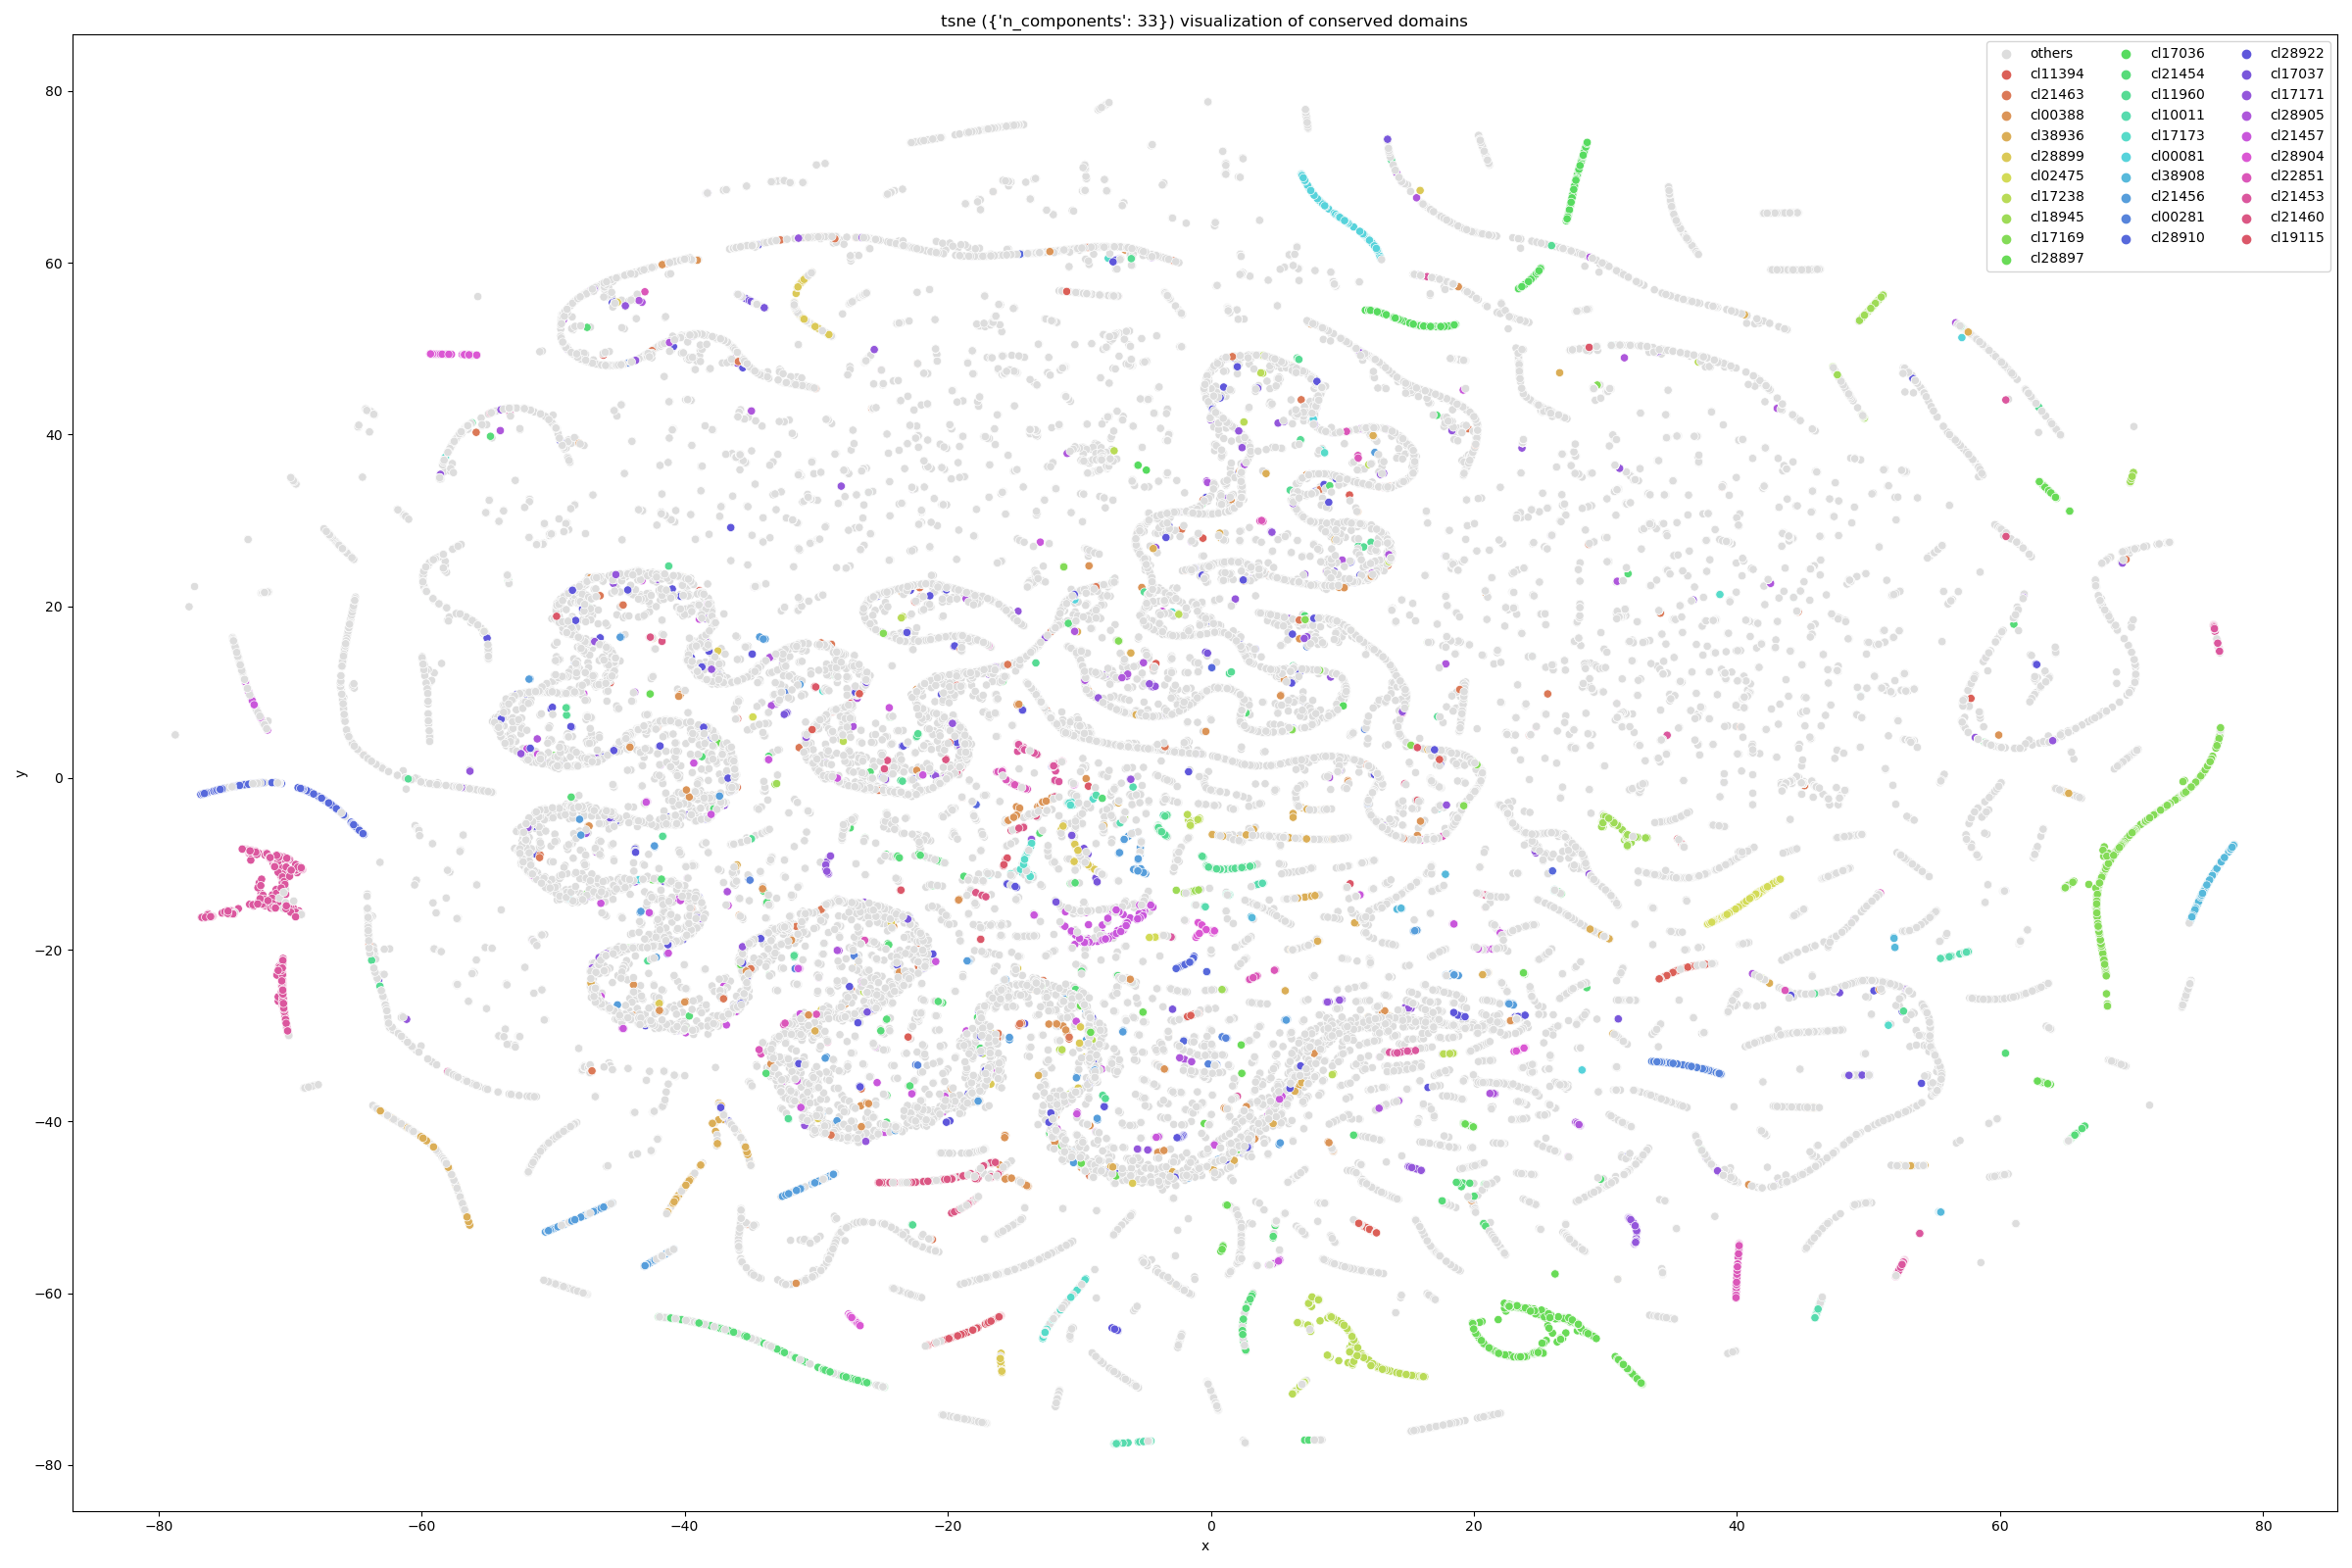 tsne ({'n_components': 33}) visualization of conserved domains
others
cl11394
cl21463
cl00388
cl38936
cl28899
cl02475
cl17238
cl18945
cl17169
cl28897
cl17036
cl21454
cl11960
cl10011
cl17173
cl00081
cl38908
cl21456
cl00281
cl28910
cl28922
cl17037
cl17171
cl28905
cl21457
cl28904
cl22851
cl21453
cl21460
cl19115
y
80
60
40
20
0
−20
−40
−60
−80
−80
−60
−40
−20
0
20
40
60
80
x